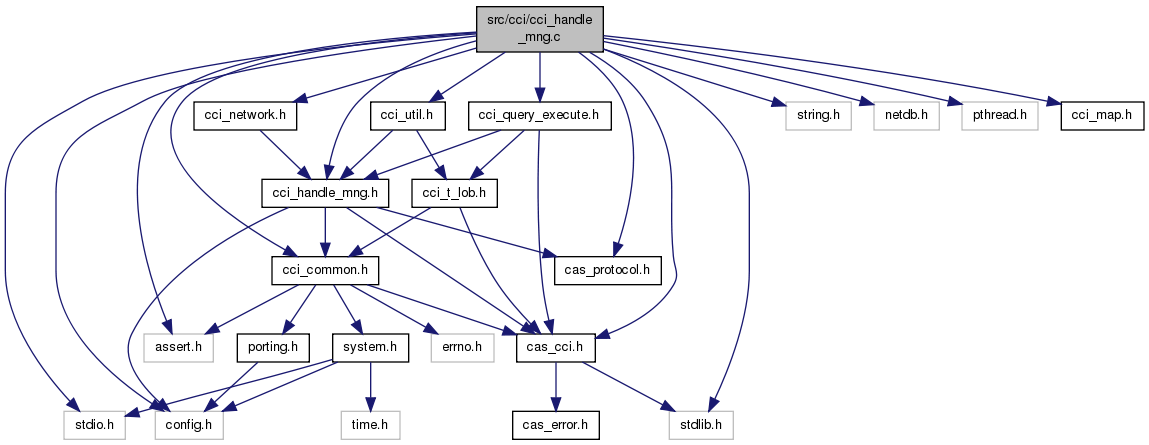 src/cci/cci_handle
_mng.c
cci_network.h
cci_util.h
cci_query_execute.h
string.h
netdb.h
pthread.h
cci_map.h
cci_handle_mng.h
cci_t_lob.h
cci_common.h
cas_protocol.h
assert.h
porting.h
system.h
errno.h
cas_cci.h
stdio.h
config.h
time.h
cas_error.h
stdlib.h